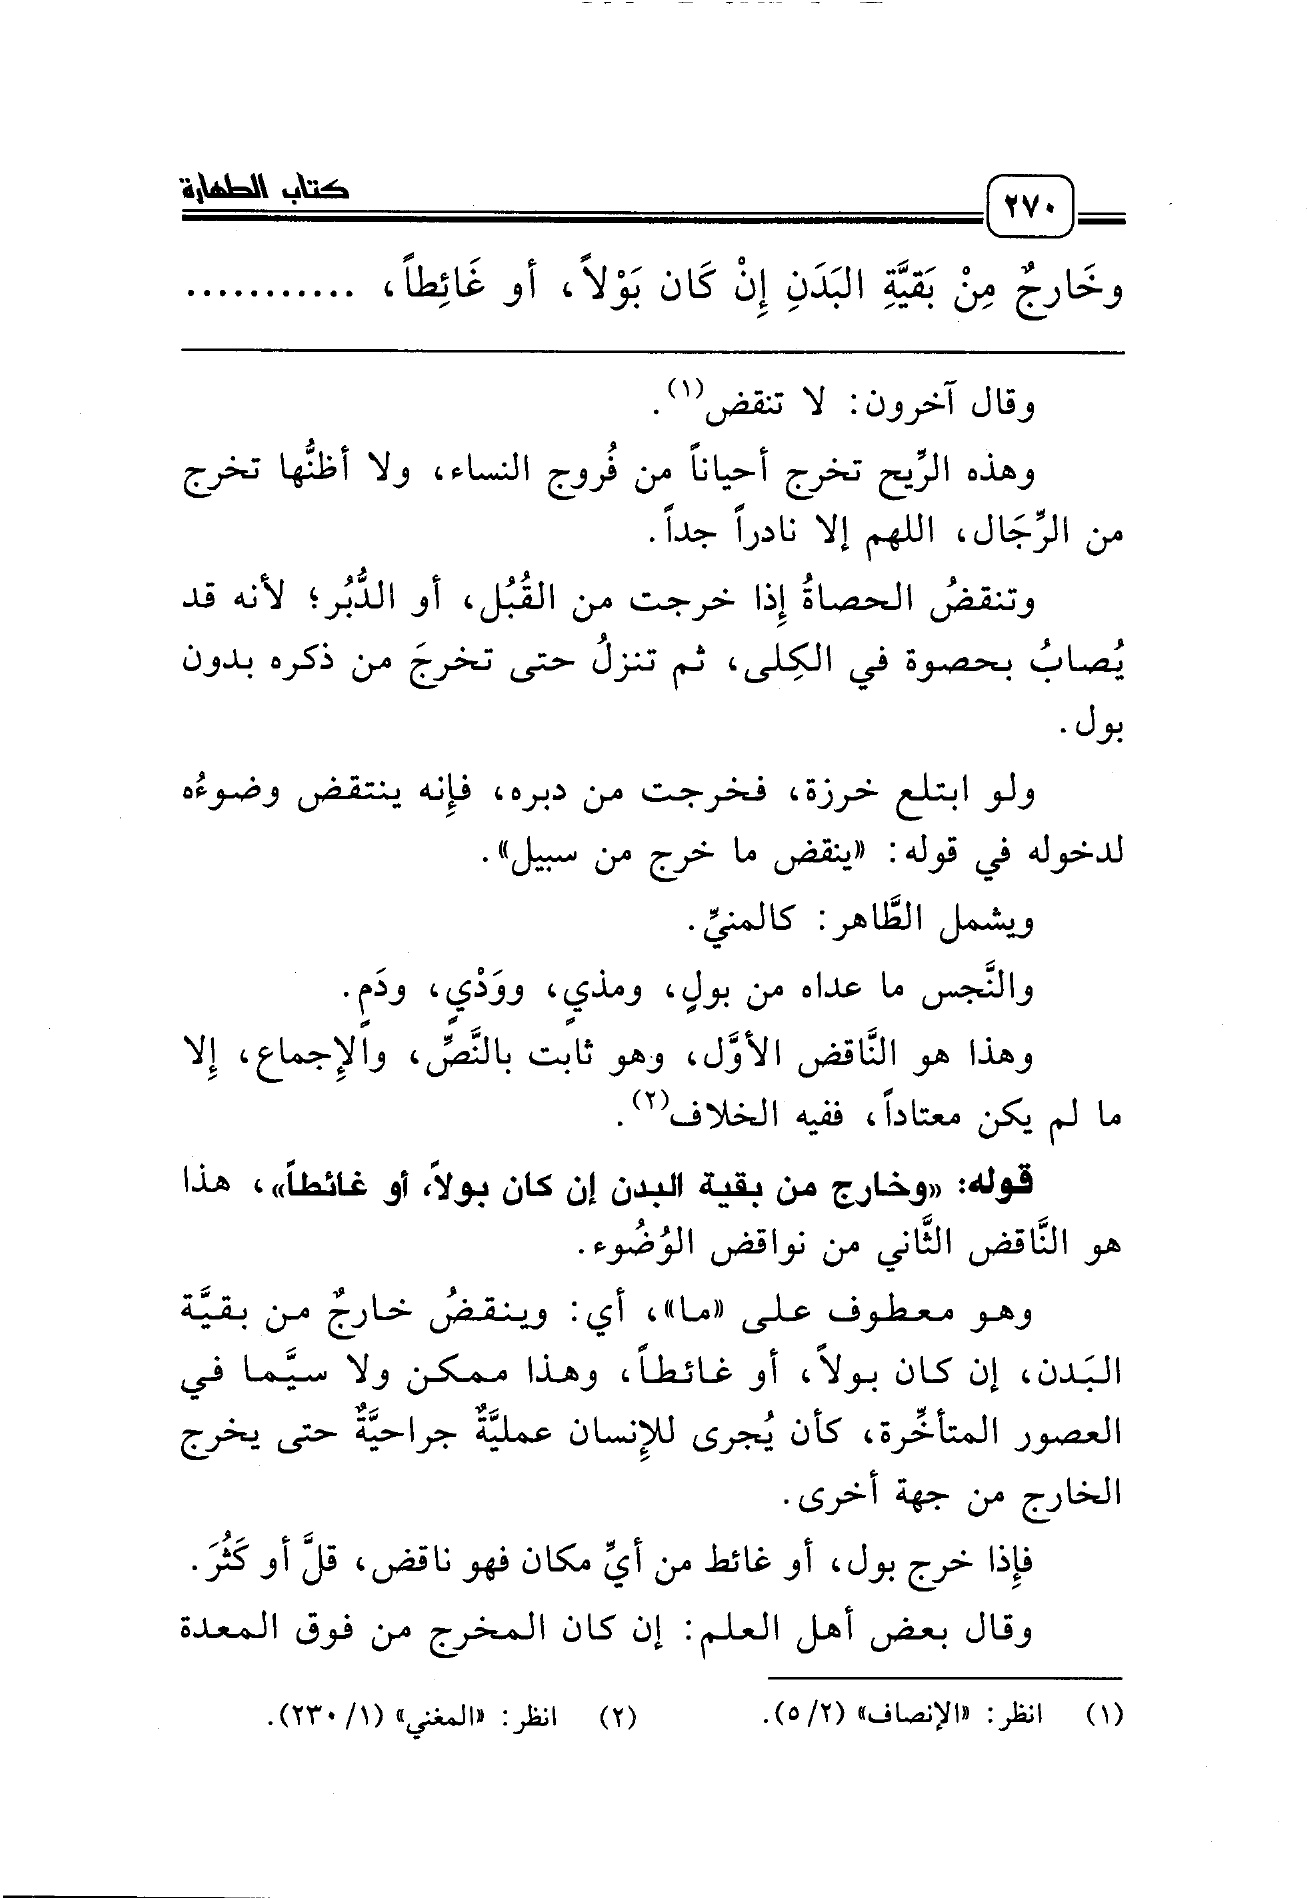 كتاب الطهارة
٢٧٠
وخَارجٌ مِنْ بَقيَّةِ البَدَنِ إِنْ كَان بَوْلاً، أو غَائِطاً، ...........
وقال آخرون: لا تنقض(١).
وهذه الرِّيح تخرج أحياناً من فُروج النساء، ولا أظنُّها تخرج
من الرِّجَال، اللهم إلا نادراً جداً.
وتنقضُ الحصاةُ إذا خرجت من القُبُل، أو الدُّبُر؛ لأنه قد
يُصابُ بحصوة في الكِلى، ثم تنزلُ حتى تخرجَ من ذكره بدون
بول.
ولو ابتلع خرزة، فخرجت من دبره، فإنه ينتقض وضوءُه
لدخوله في قوله: «ينقض ما خرج من سبيل».
ويشمل الطَّاهر: كالمنيِّ.
والنَّجس ما عداه من بولٍ، ومذيٍ، ووَدْيٍ، ودَمٍ.
وهذا هو النَّاقض الأوَّل، وهو ثابت بالنَّصِّ، والإجماع، إلا
ما لم يكن معتاداً، ففيه الخلاف(٢).
قوله: «وخارج من بقية البدن إن كان بولاً، أو غائطاً»، هذا
هو النَّاقض الثَّاني من نواقض الوُضُوء.
وهو معطوف على «ما»، أي: وينقضُ خارجٌ من بقيَّة
البَدن، إن كان بولاً، أو غائطاً، وهذا ممكن ولا سيَّما في
العصور المتأخِّرة، كأن يُجرى للإنسان عمليَّةٌ جراحيَّةٌ حتى يخرج
الخارج من جهة أخرى.
فإذا خرج بول، أو غائط من أيِّ مكان فهو ناقض، قلَّ أو كَثُرَ.
وقال بعض أهل العلم: إن كان المخرج من فوق المعدة
(١) انظر: «الإنصاف» (٢/ ٥). (٢) انظر: «المغني» (١/ ٢٣٠).